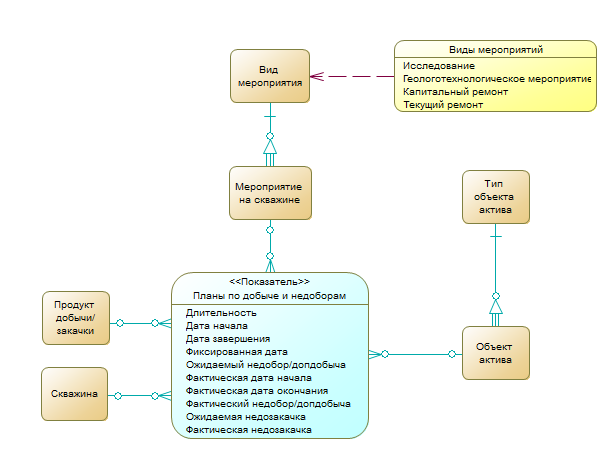 Вид
мероприятия
Виды мероприятий
Исследование
Геологотехнологическое мероприятие
Капитальный ремонт
Текущий ремонт
Мероприятие
на скважине
Тип
объекта
актива
<<Показатель>>
Планы по добыче и недоборам
Длительность
Дата начала
Дата завершения
Фиксированная дата
Ожидаемый недобор/допдобыча
Фактическая дата начала
Фактическая дата окончания
Фактический недобор/допдобыча
Ожидаемая недозакачка
Фактическая недозакачка
Продукт
добычи/
закачки
Скважина
Объект
актива